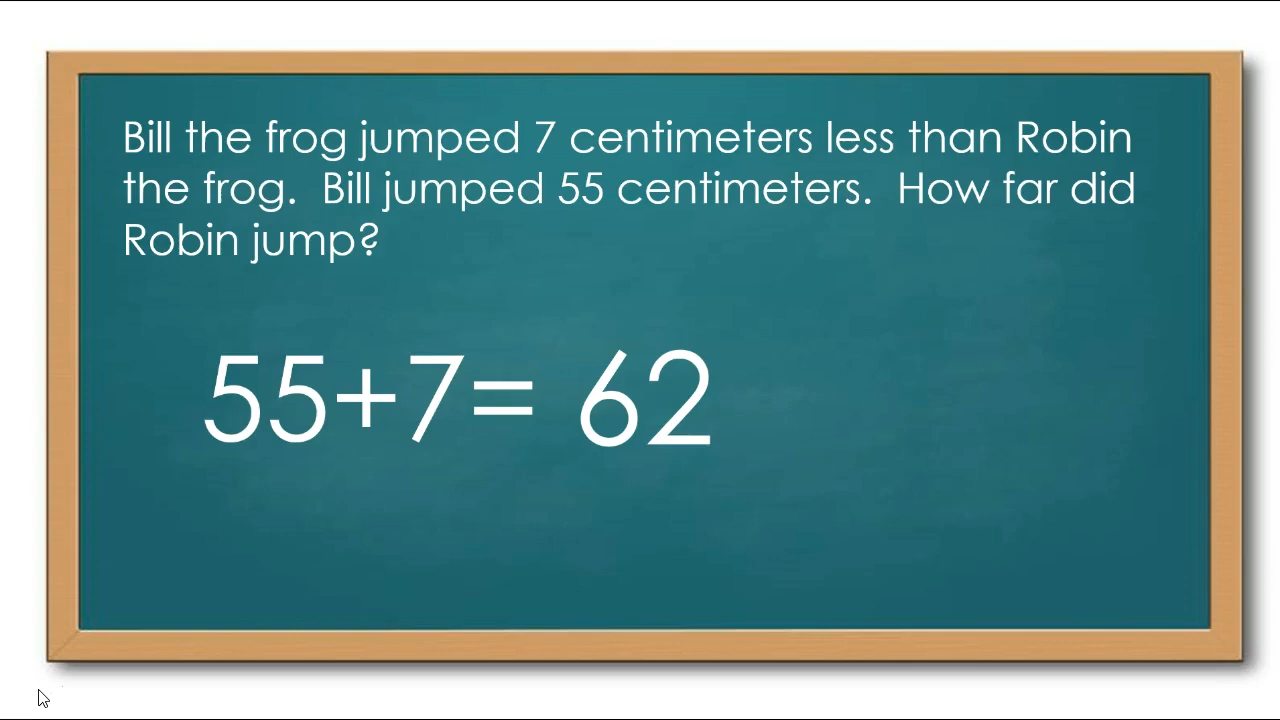 Bill the frog jumped 7 centimeters less than Robin
the frog.  Bill jumped 55 centimeters.  How far did
Robin jump?
55+7= 62